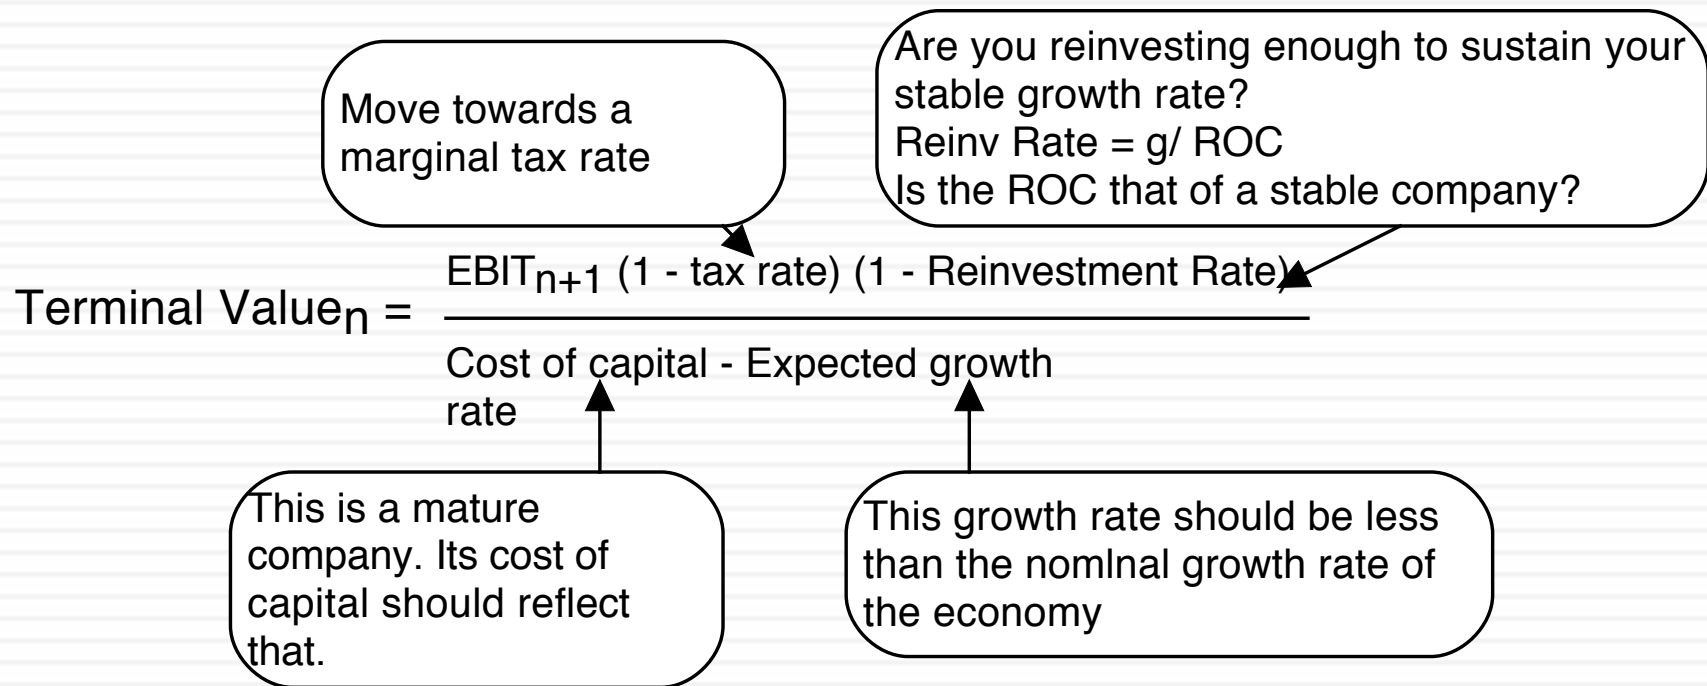 Are you reinvesting enough to sustain your
stable growth rate?
Reinv Rate = g/ ROC
Is the ROC that of a stable company?
Move towards a
marginal tax rate
EBITn+1 (1 - tax rate) (1 - Reinvestment Rate)
Terminal Valuen =
Cost of capital - Expected growth
rate
This is a mature
company. Its cost of
capital should reflect
that.
This growth rate should be less
than the nomInal growth rate of
the economy